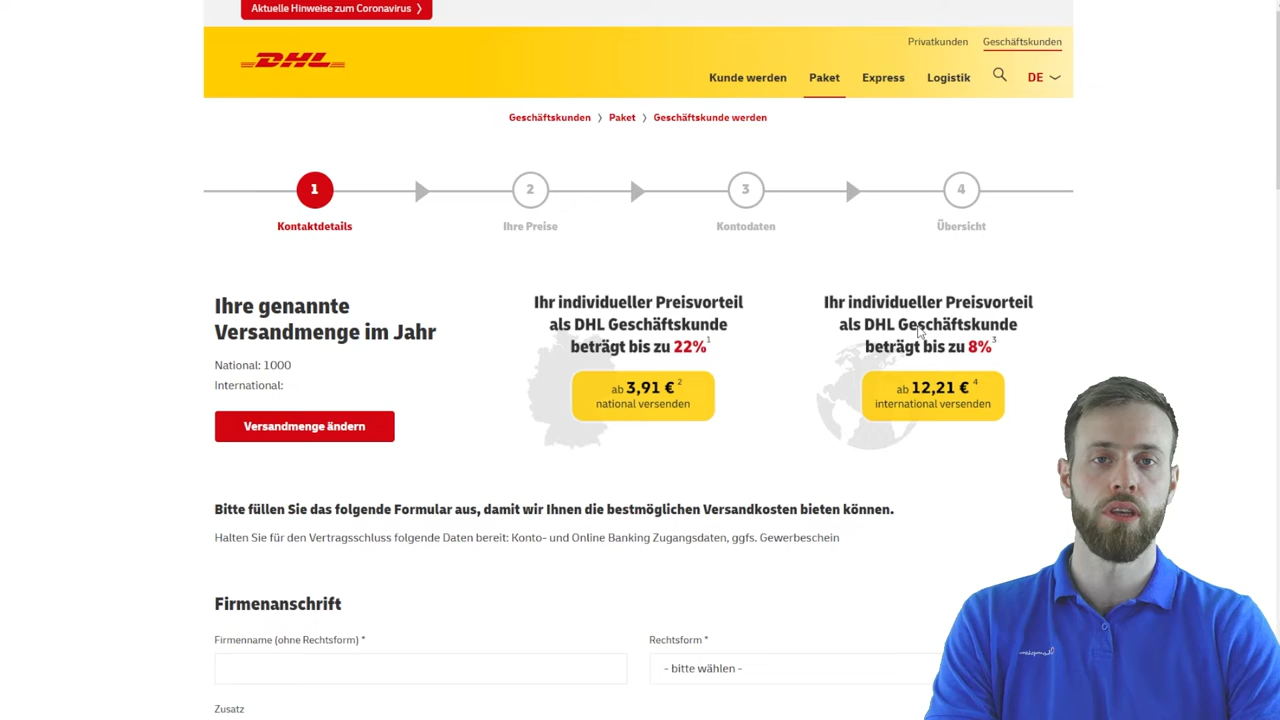 Aktuelle Hinweise zum Coronavirus
DHL
Privatkunden
Geschäftskunden
Kunde werden
Paket
Express
Logistik
DE
Geschäftskunden > Paket > Geschäftskunde werden
1
2
3
4
Kontaktdetails
Ihre Preise
Kontodaten
Übersicht
Ihre genannte
Versandmenge im Jahr
National: 1000
International:
Versandmenge ändern
Ihr individueller Preisvorteil
als DHL Geschäftskunde
beträgt bis zu 22% 1
ab 3,91 € 2
national versenden
Ihr individueller Preisvorteil
als DHL Geschäftskunde
beträgt bis zu 8% 3
ab 12,21 € 4
international versenden
Bitte füllen Sie das folgende Formular aus, damit wir Ihnen die bestmöglichen Versandkosten bieten können.
Halten Sie für den Vertragsschluss folgende Daten bereit: Konto- und Online Banking Zugangsdaten, ggfs. Gewerbeschein
Firmenanschrift
Firmenname (ohne Rechtsform) *
Rechtsform *
- bitte wählen -
Zusatz